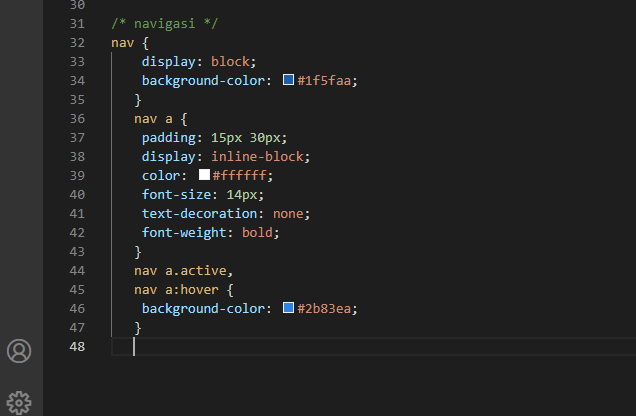 30
31 /* navigasi */
32 nav {
33 display: block;
34 background-color: #1f5faa;
35 }
36 nav a {
37 padding: 15px 30px;
38 display: inline-block;
39 color: #ffffff;
40 font-size: 14px;
41 text-decoration: none;
42 font-weight: bold;
43 }
44 nav a.active,
45 nav a:hover {
46 background-color: #2b83ea;
47 }
48